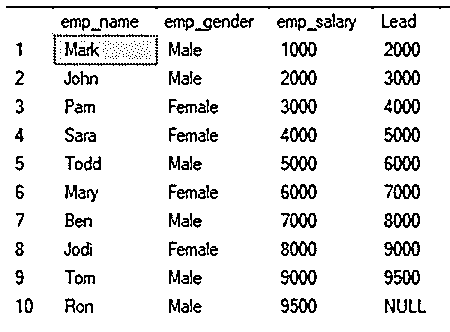 emp_name emp_gender emp_salary Lead
1 Mark Male 1000 2000
2 John Male 2000 3000
3 Pam Female 3000 4000
4 Sara Female 4000 5000
5 Todd Male 5000 6000
6 Mary Female 6000 7000
7 Ben Male 7000 8000
8 Jodi Female 8000 9000
9 Tom Male 9000 9500
10 Ron Male 9500 NULL